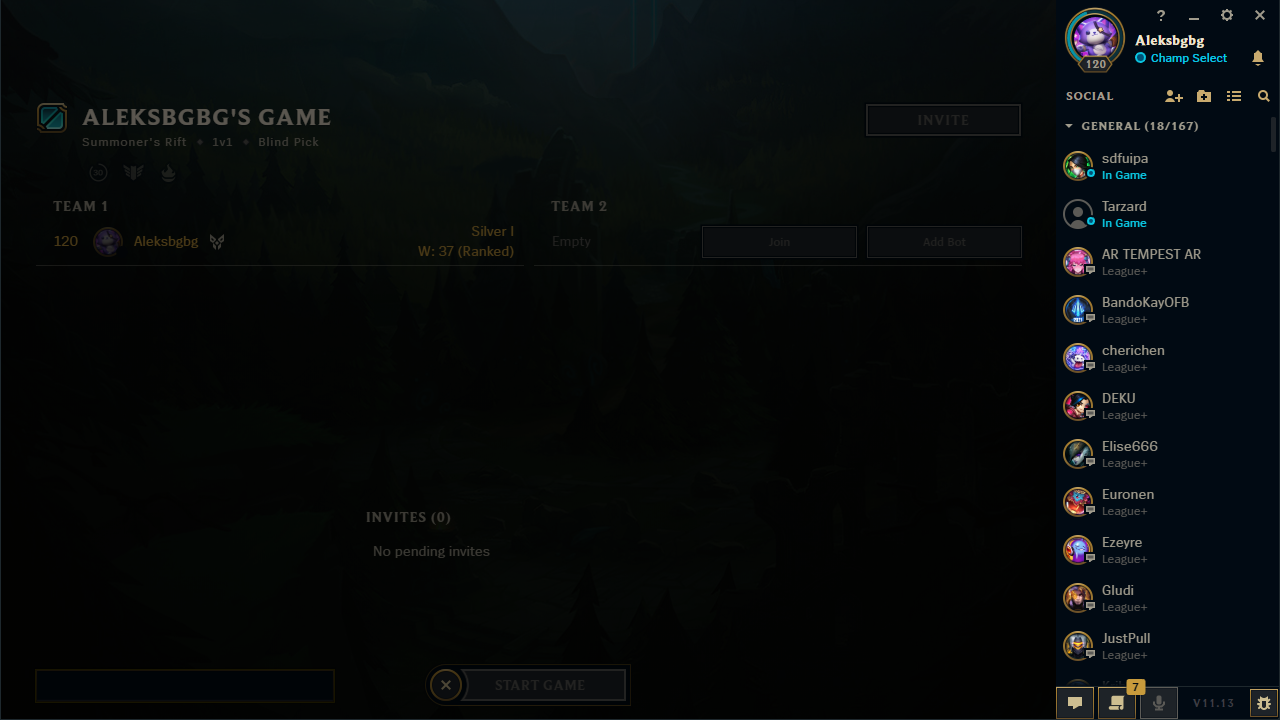 ?
Aleksbgbg
120
Champ Select
SOCIAL
GENERAL (18/167)
ALEKSBGBG'S GAME
Summoner's Rift • 1v1 • Blind Pick
INVITE
30
TEAM 1
120 Aleksbgbg
Silver I
W: 37 (Ranked)
TEAM 2
Empty
Join
Add Bot
INVITES (0)
No pending invites
START GAME
sdfuipa
In Game
Tarzard
In Game
AR TEMPEST AR
League+
BandoKayOFB
League+
cherichen
League+
DEKU
League+
Elise666
League+
Euronen
League+
Ezeyre
League+
Gludi
League+
JustPull
League+
7
V11.13